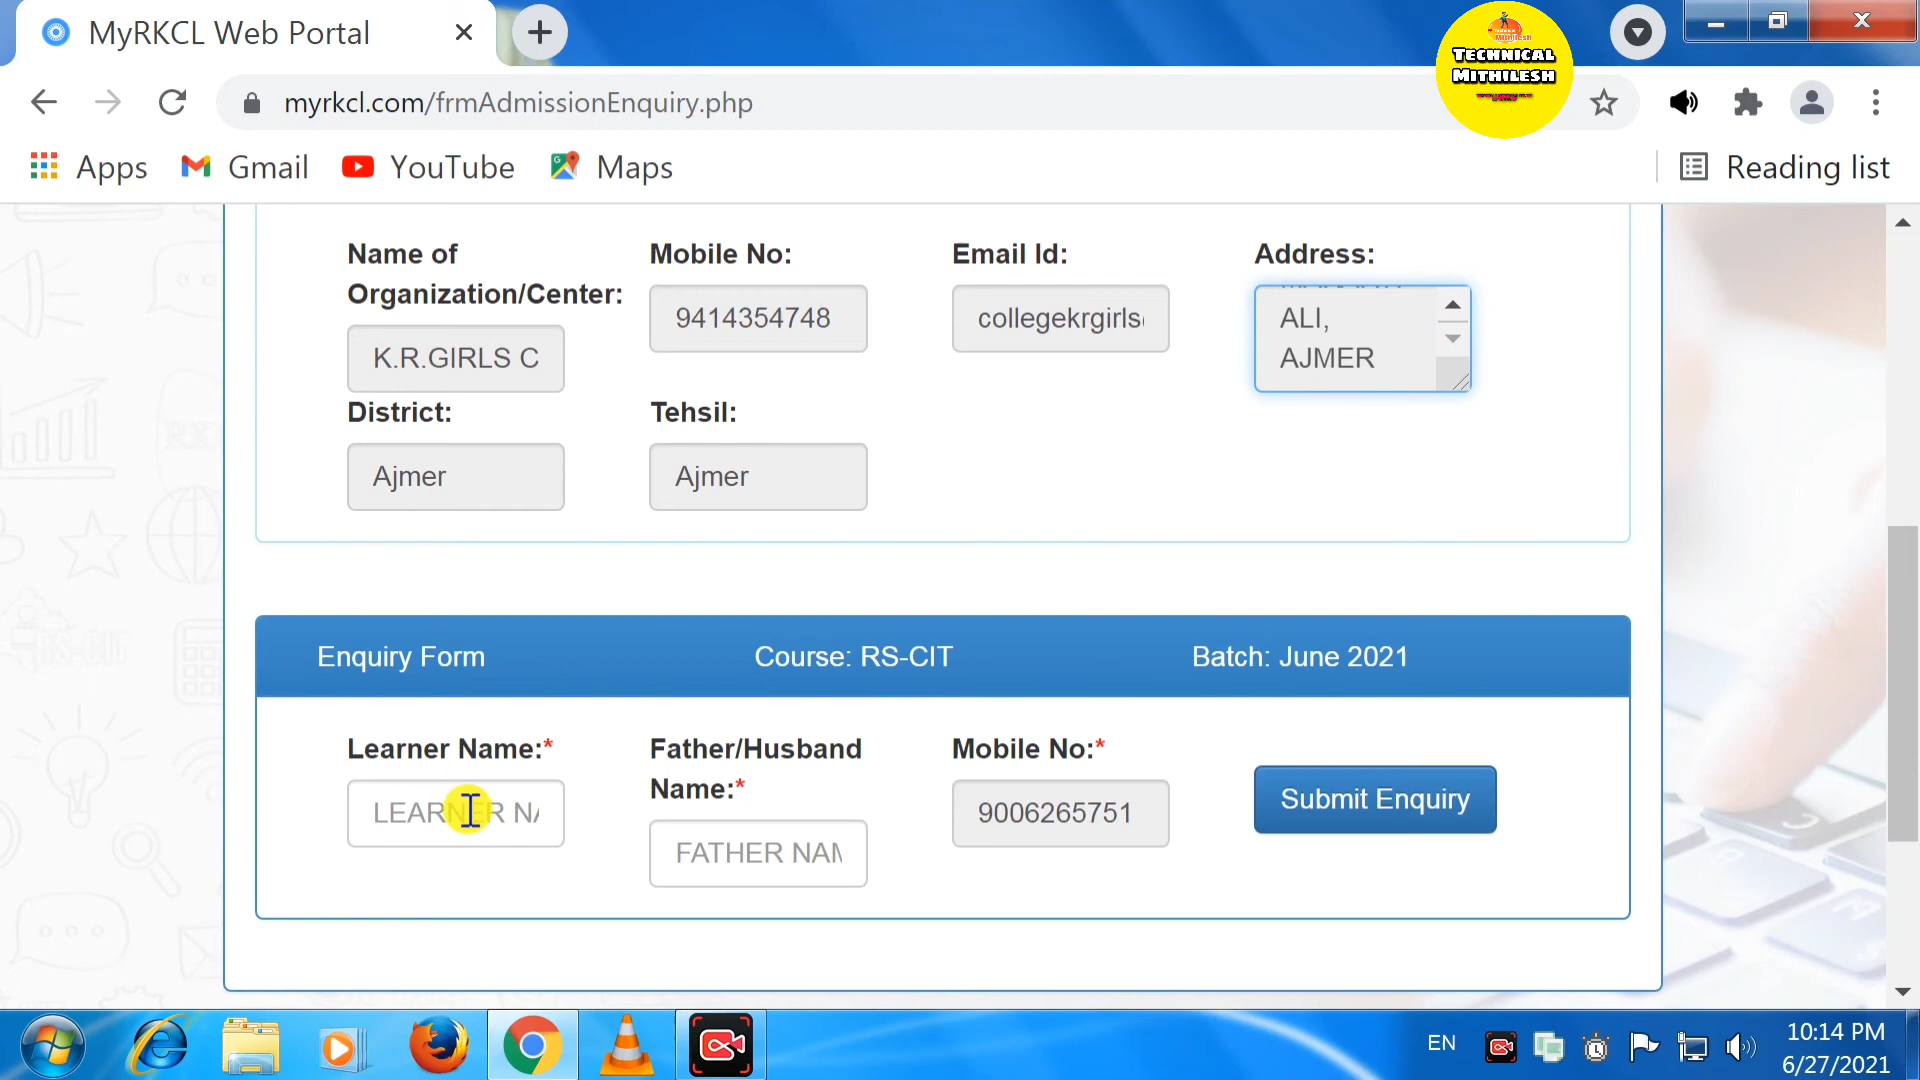 MyRKCL Web Portal
TECHNICAL
MITHILESH
myrkcl.com/frmAdmissionEnquiry.php
Apps
Gmail
YouTube
Maps
Reading list
Name of
Organization/Center:
Mobile No:
Email Id:
Address:
K.R.GIRLS C
9414354748
collegekrgirls
ALI,
AJMER
District:
Tehsil:
Ajmer
Ajmer
Enquiry Form
Course: RS-CIT
Batch: June 2021
Learner Name:*
Father/Husband
Name:*
Mobile No:*
LEARNER NA
FATHER NAM
9006265751
Submit Enquiry
EN
10:14 PM
6/27/2021